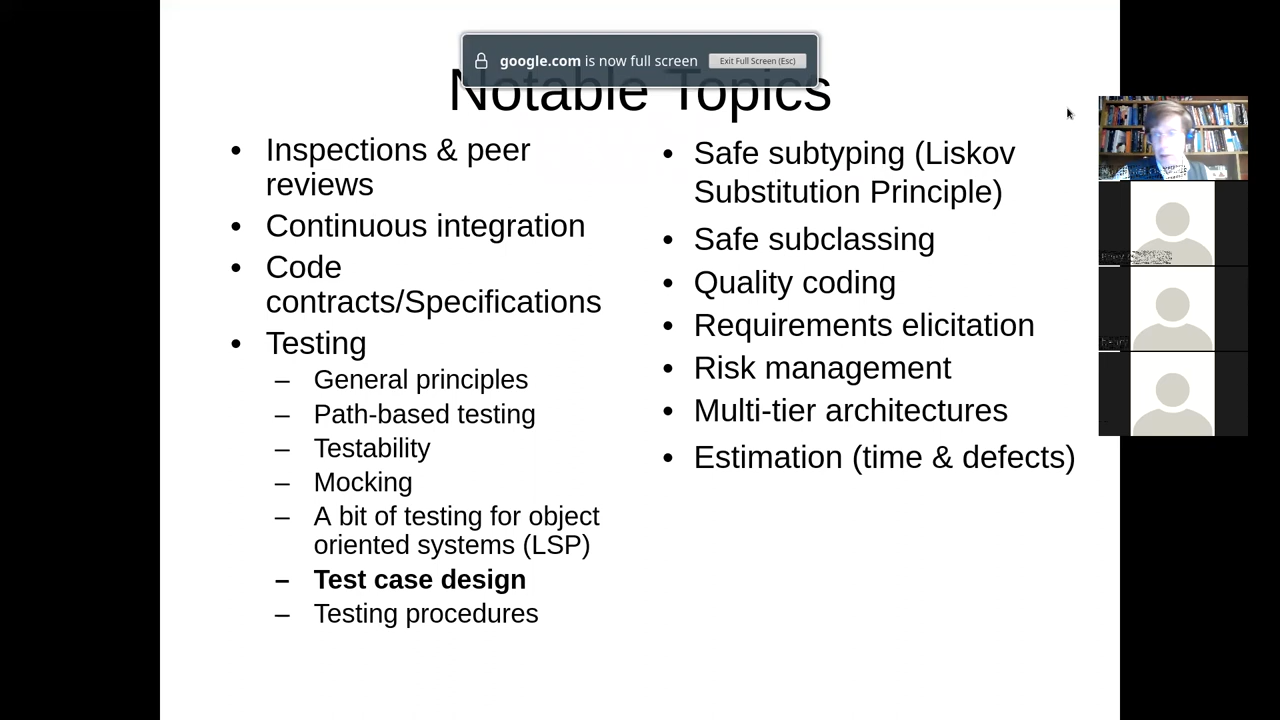 google.com is now full screen
Exit Full Screen (Esc)
Notable Topics
• Inspections & peer
reviews
• Continuous integration
• Code
contracts/Specifications
• Testing
– General principles
– Path-based testing
– Testability
– Mocking
– A bit of testing for object
oriented systems (LSP)
– Test case design
– Testing procedures
• Safe subtyping (Liskov
Substitution Principle)
• Safe subclassing
• Quality coding
• Requirements elicitation
• Risk management
• Multi-tier architectures
• Estimation (time & defects)